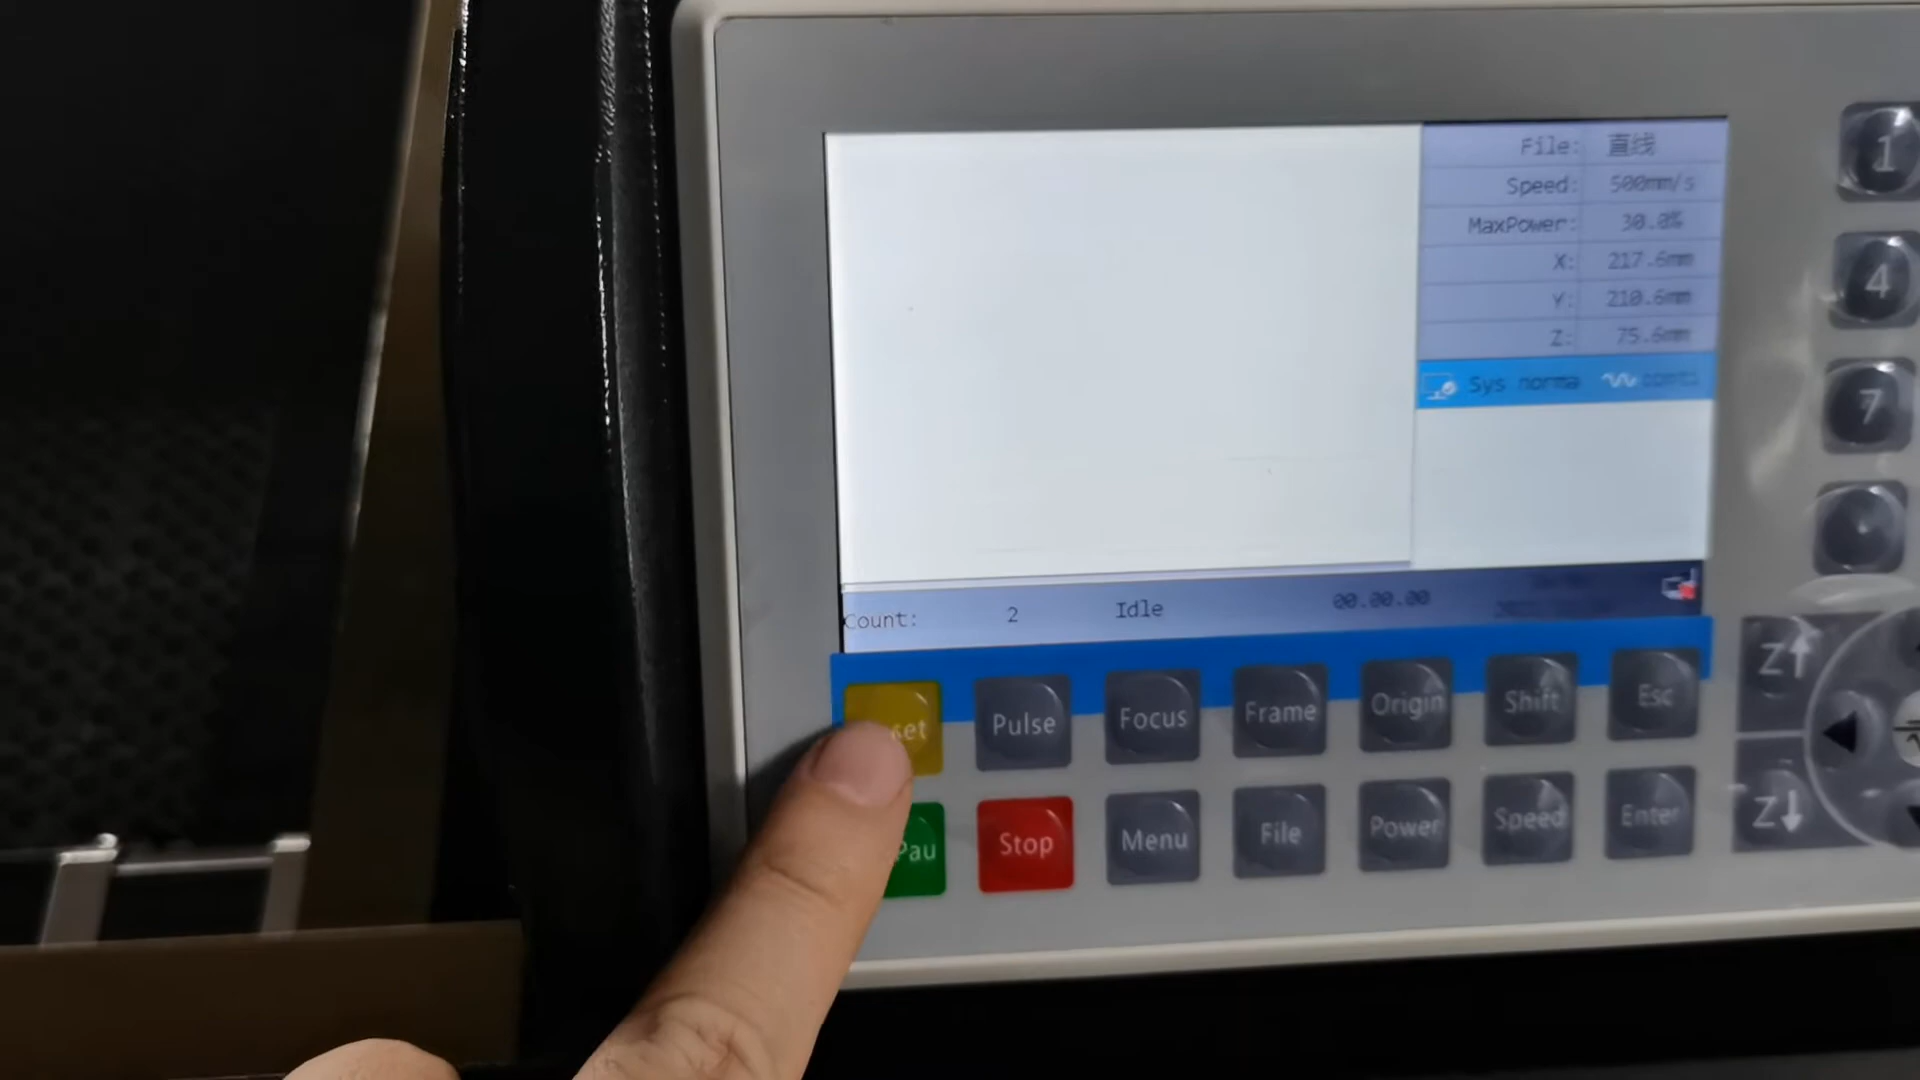 File: 直线
Speed: 500mm/s
MaxPower: 30.0%
X: 217.6mm
Y: 210.6mm
Z: 75.6mm
Sys norma
Count: 2 Idle 00.00.00
set Pulse Focus Frame Origin Shift Esc
Pau Stop Menu File Power Speed Enter
1
4
7
Z↑
Z↓